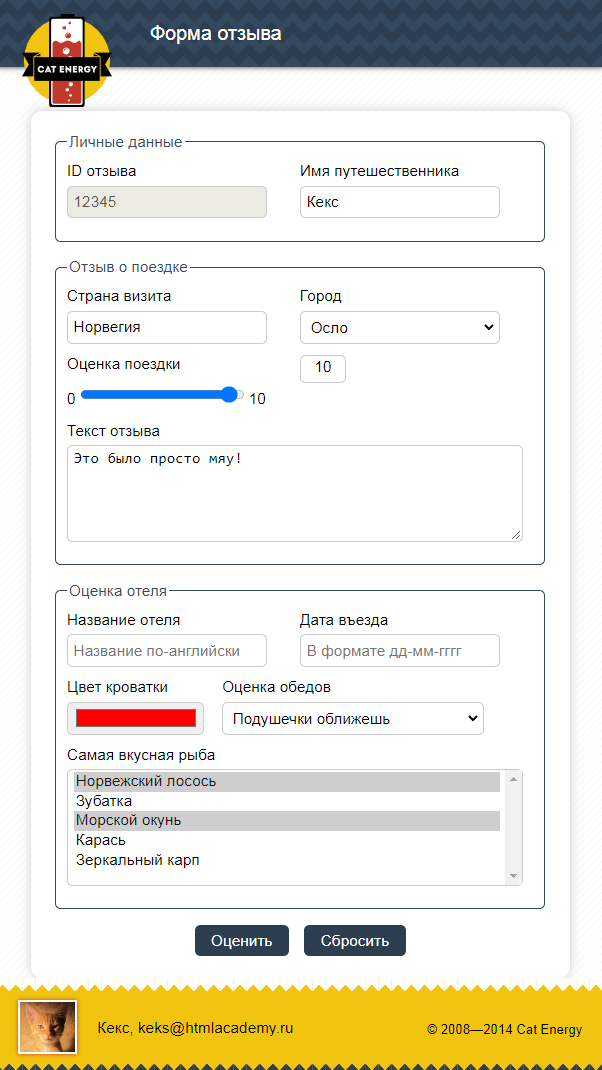 Форма отзыва
CAT ENERGY
Личные данные
ID отзыва
Имя путешественника
12345
Кекс
Отзыв о поездке
Страна визита
Город
Норвегия
Осло
Оценка поездки
10
0
10
Текст отзыва
Это было просто мяу!
Оценка отеля
Название отеля
Дата въезда
Название по-английски
В формате дд-мм-гггг
Цвет кроватки
Оценка обедов
Подушечки оближешь
Самая вкусная рыба
Норвежский лосось
Зубатка
Морской окунь
Карась
Зеркальный карп
Оценить
Сбросить
Кекс, keks@htmlacademy.ru
© 2008—2014 Cat Energy